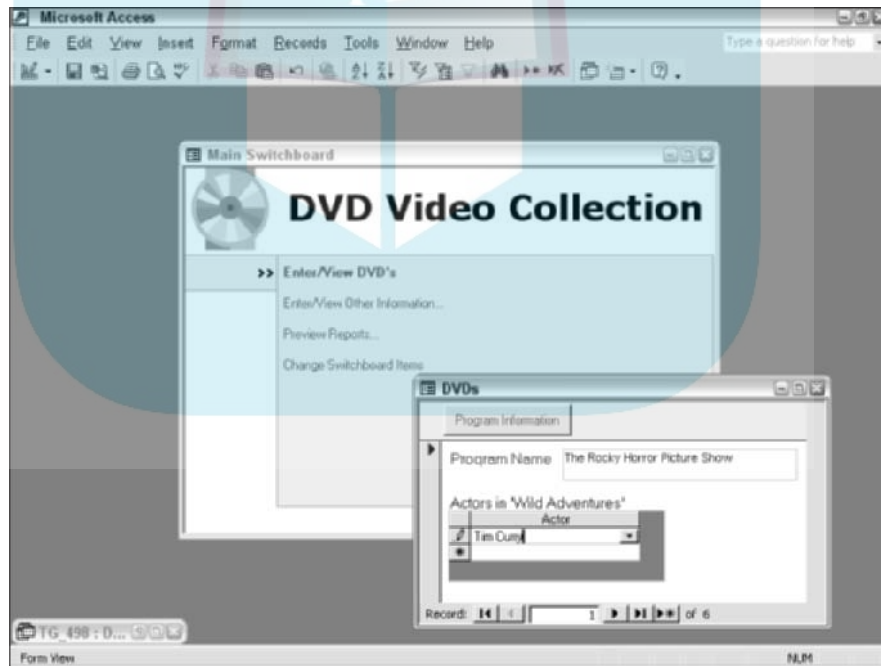 Microsoft Access
File Edit View Insert Format Records Tools Window Help
Type a question for help
Main Switchboard
DVD Video Collection
>> Enter/View DVD's
Enter/View Other Information...
Preview Reports...
Change Switchboard Items
DVDs
Program Information
Program Name The Rocky Horror Picture Show
Actors in 'Wild Adventures'
Actor
Tim Curry
Record: 1 of 6
TG_498 : D...
Form View NUM